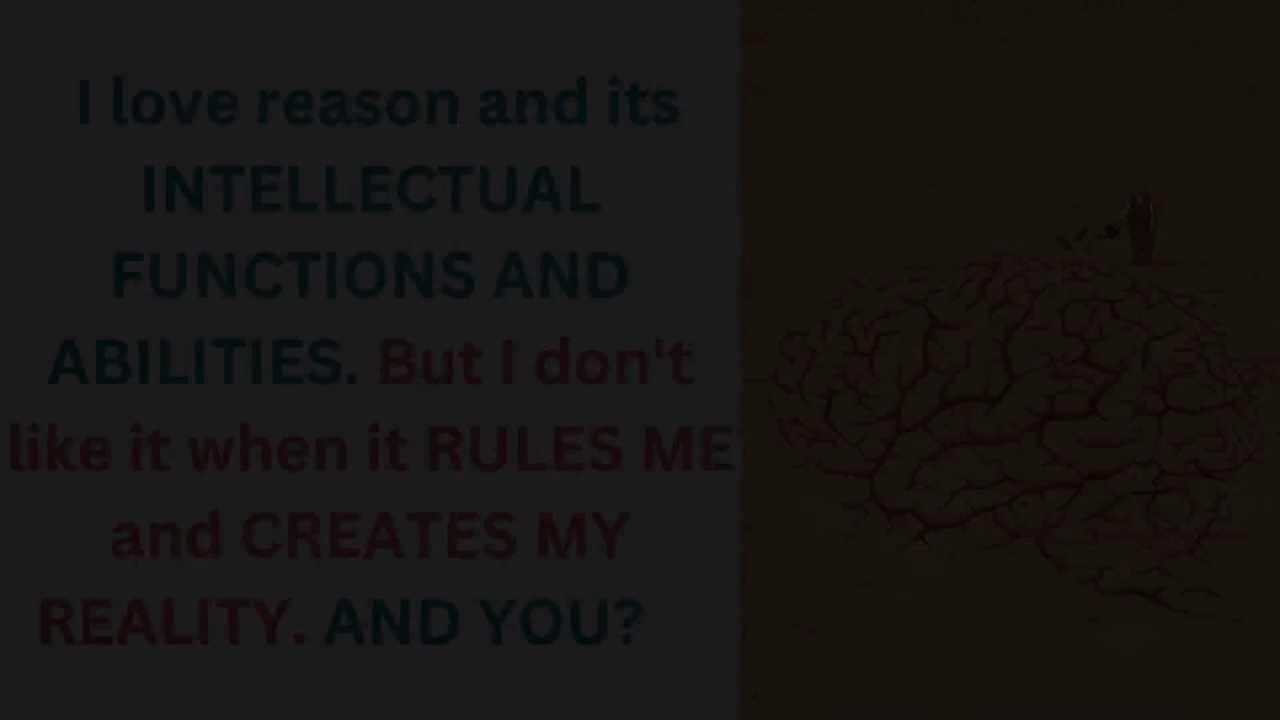 I love reason and its
INTELLECTUAL
FUNCTIONS AND
ABILITIES. But I don't
like it when it RULES ME
and CREATES MY
REALITY. AND YOU?